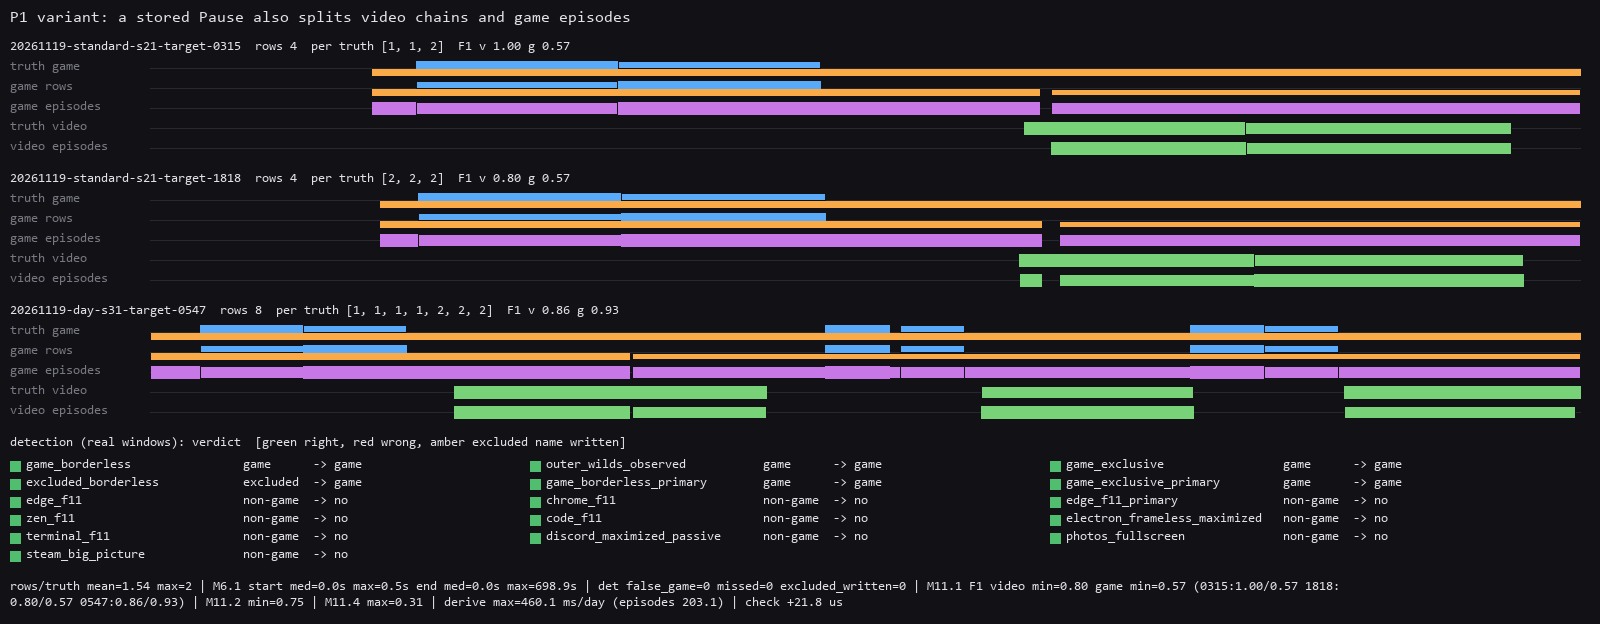 P1 variant: a stored Pause also splits video chains and game episodes
20261119-standard-s21-target-0315  rows 4  per truth [1, 1, 2]  F1 v 1.00 g 0.57
truth game
game rows
game episodes
truth video
video episodes
20261119-standard-s21-target-1818  rows 4  per truth [2, 2, 2]  F1 v 0.80 g 0.57
truth game
game rows
game episodes
truth video
video episodes
20261119-day-s31-target-0547  rows 8  per truth [1, 1, 1, 1, 2, 2, 2]  F1 v 0.86 g 0.93
truth game
game rows
game episodes
truth video
video episodes
detection (real windows): verdict  [green right, red wrong, amber excluded name written]
game_borderless game -> game outer_wilds_observed game -> game game_exclusive game -> game
excluded_borderless excluded -> game game_borderless_primary game -> game game_exclusive_primary game -> game
edge_f11 non-game -> no chrome_f11 non-game -> no edge_f11_primary non-game -> no
zen_f11 non-game -> no code_f11 non-game -> no electron_frameless_maximized non-game -> no
terminal_f11 non-game -> no discord_maximized_passive non-game -> no photos_fullscreen non-game -> no
steam_big_picture non-game -> no
rows/truth mean=1.54 max=2 | M6.1 start med=0.0s max=0.5s end med=0.0s max=698.9s | det false_game=0 missed=0 excluded_written=0 | M11.1 F1 video min=0.80 game min=0.57 (0315:1.00/0.57 1818:
0.80/0.57 0547:0.86/0.93) | M11.2 min=0.75 | M11.4 max=0.31 | derive max=460.1 ms/day (episodes 203.1) | check +21.8 us